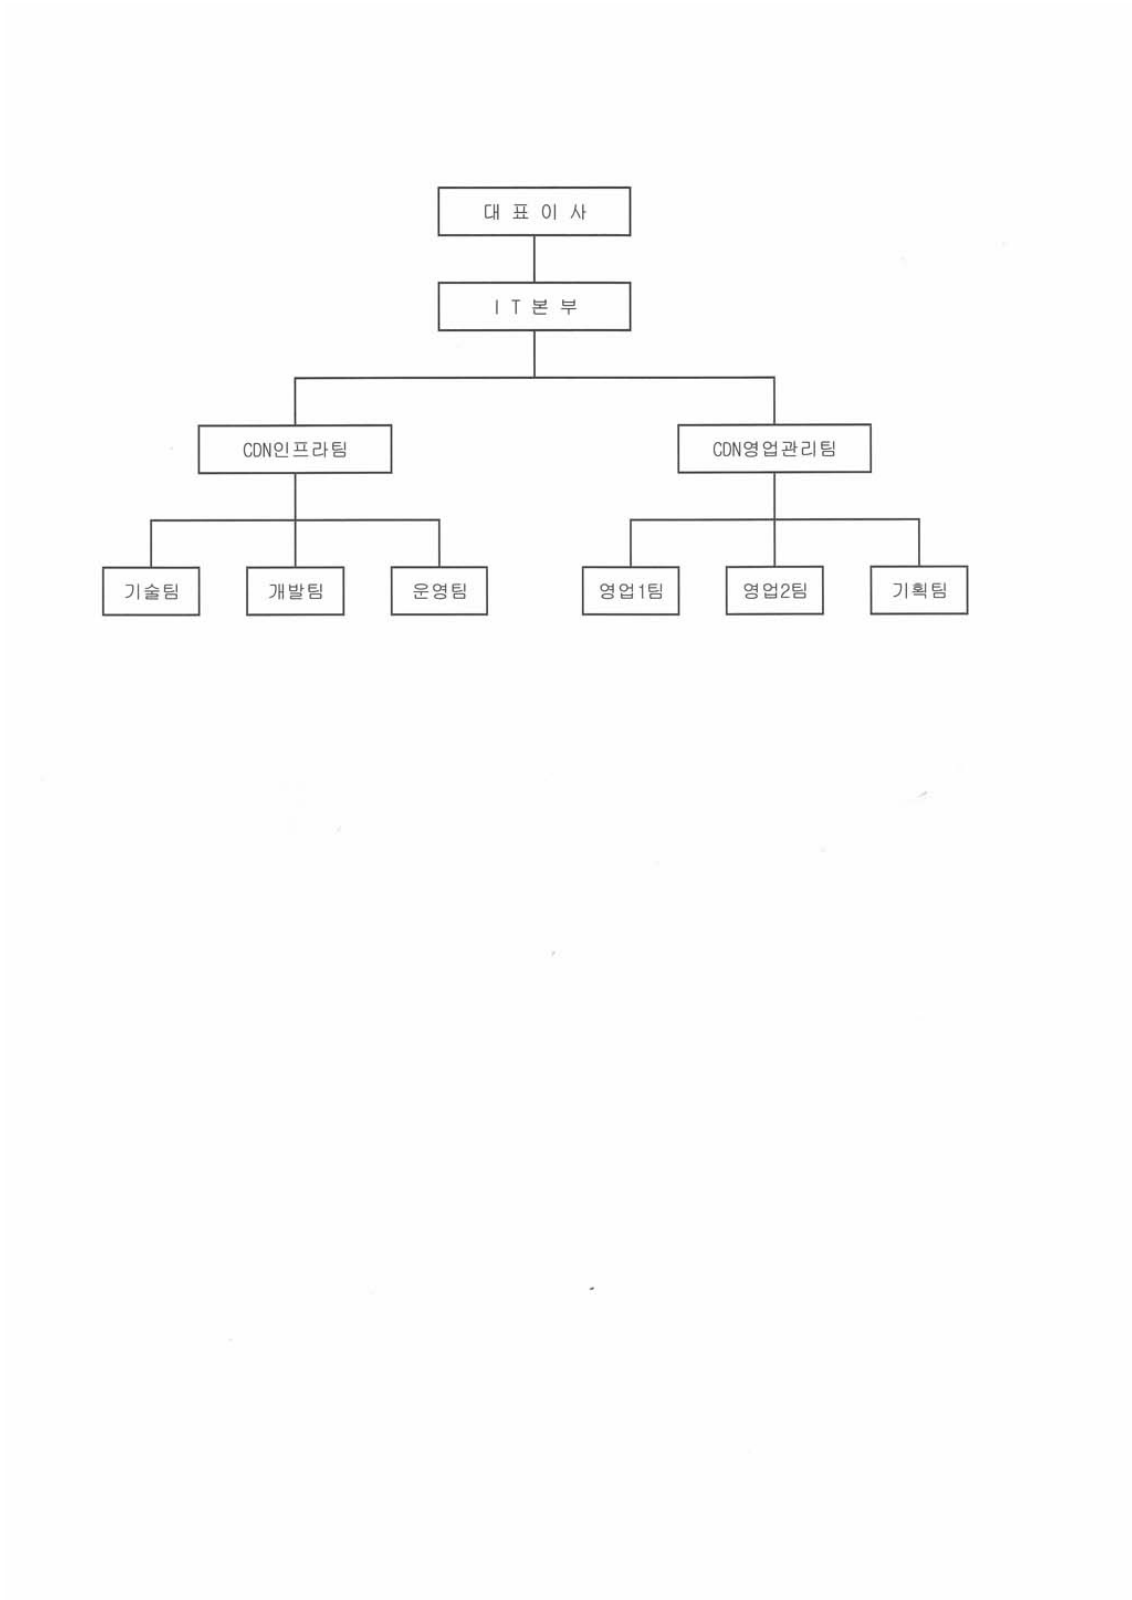 대 표 이 사
I T 본 부
CDN인프라팀
CDN영업관리팀
기술팀
개발팀
운영팀
영업1팀
영업2팀
기획팀